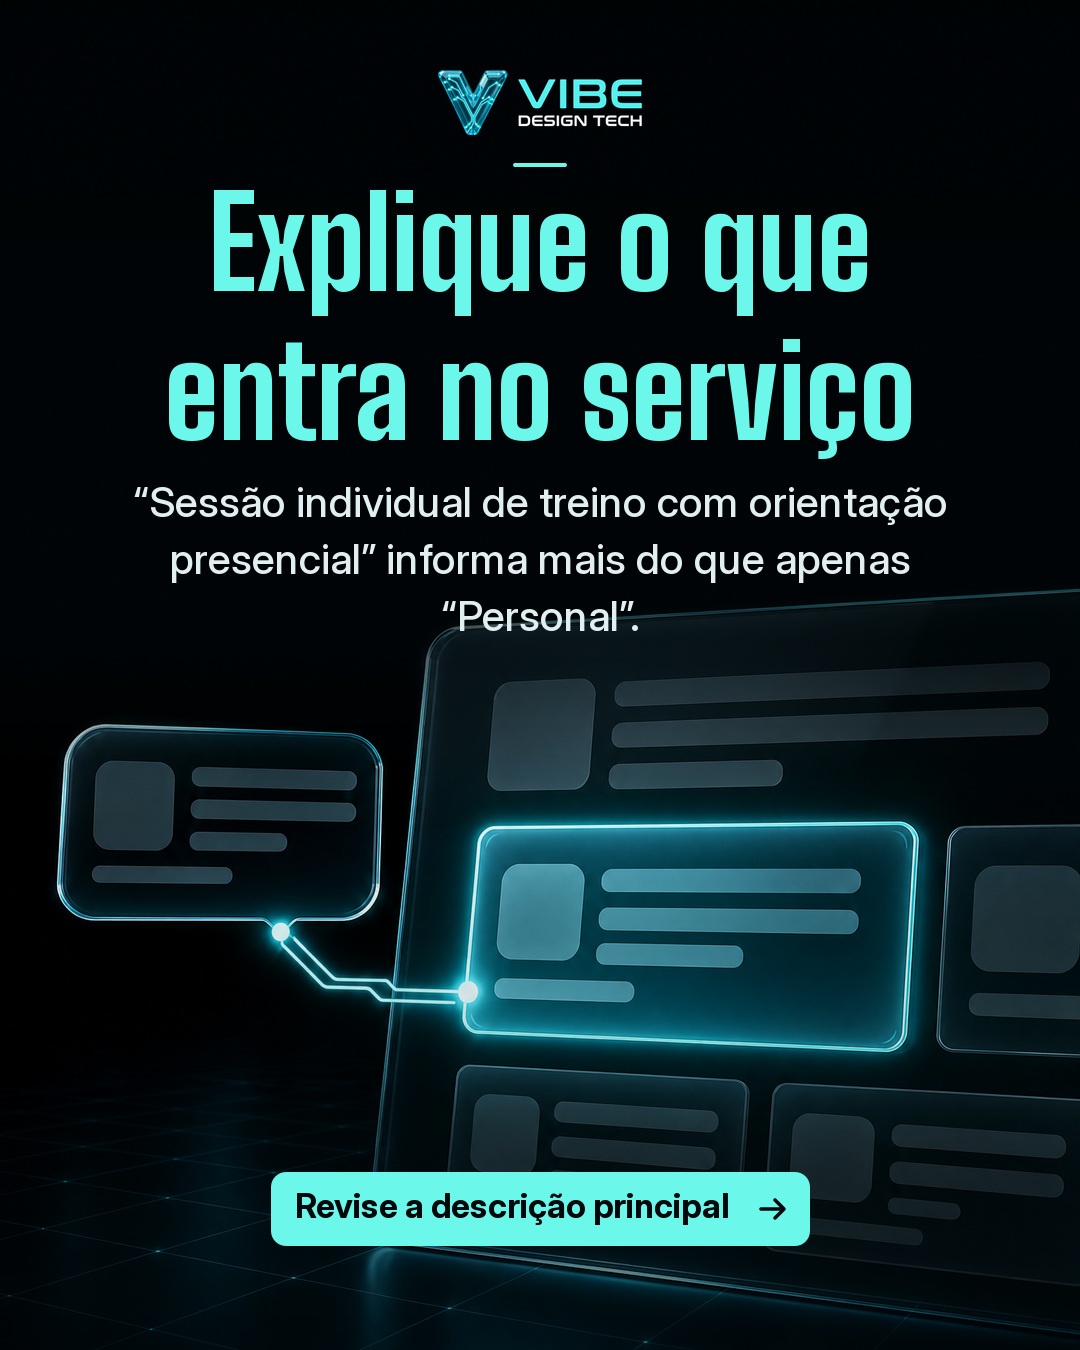 VIBE
DESIGN TECH
Explique o que
entra no serviço
“Sessão individual de treino com orientação
presencial” informa mais do que apenas
“Personal”.
Revise a descrição principal →